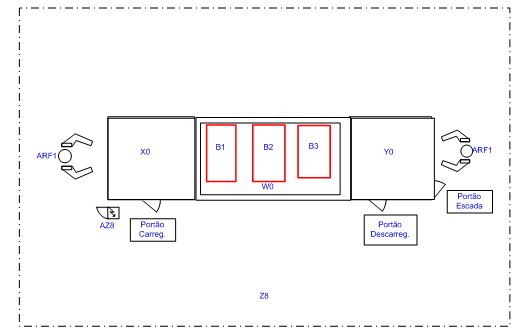 B1
B2
B3
X0
Y0
ARF1
ARF1
W0
Portão
Escada
AZ8
Portão
Carreg.
Portão
Descarreg.
Z8